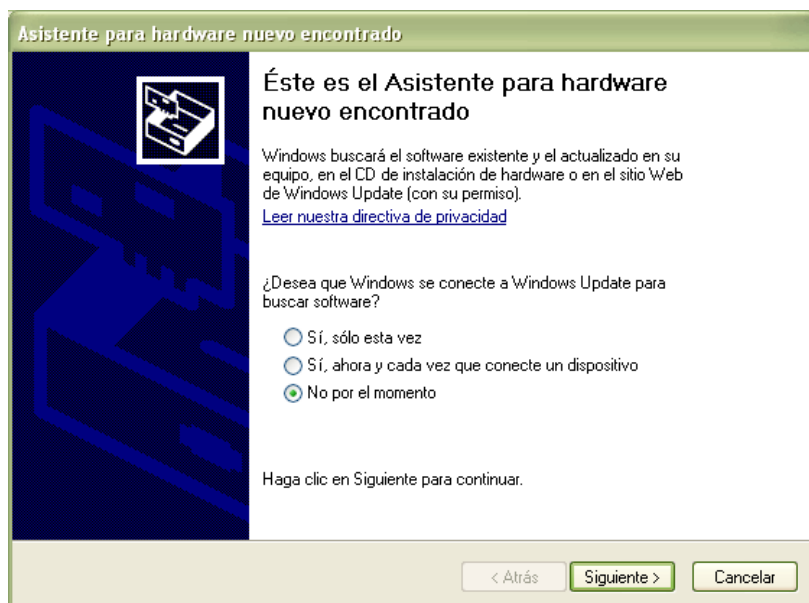 Asistente para hardware nuevo encontrado
Éste es el Asistente para hardware
nuevo encontrado
Windows buscará el software existente y el actualizado en su
equipo, en el CD de instalación de hardware o en el sitio Web
de Windows Update (con su permiso).
Leer nuestra directiva de privacidad
¿Desea que Windows se conecte a Windows Update para
buscar software?
Sí, sólo esta vez
Sí, ahora y cada vez que conecte un dispositivo
No por el momento
Haga clic en Siguiente para continuar.
< Atrás Siguiente > Cancelar